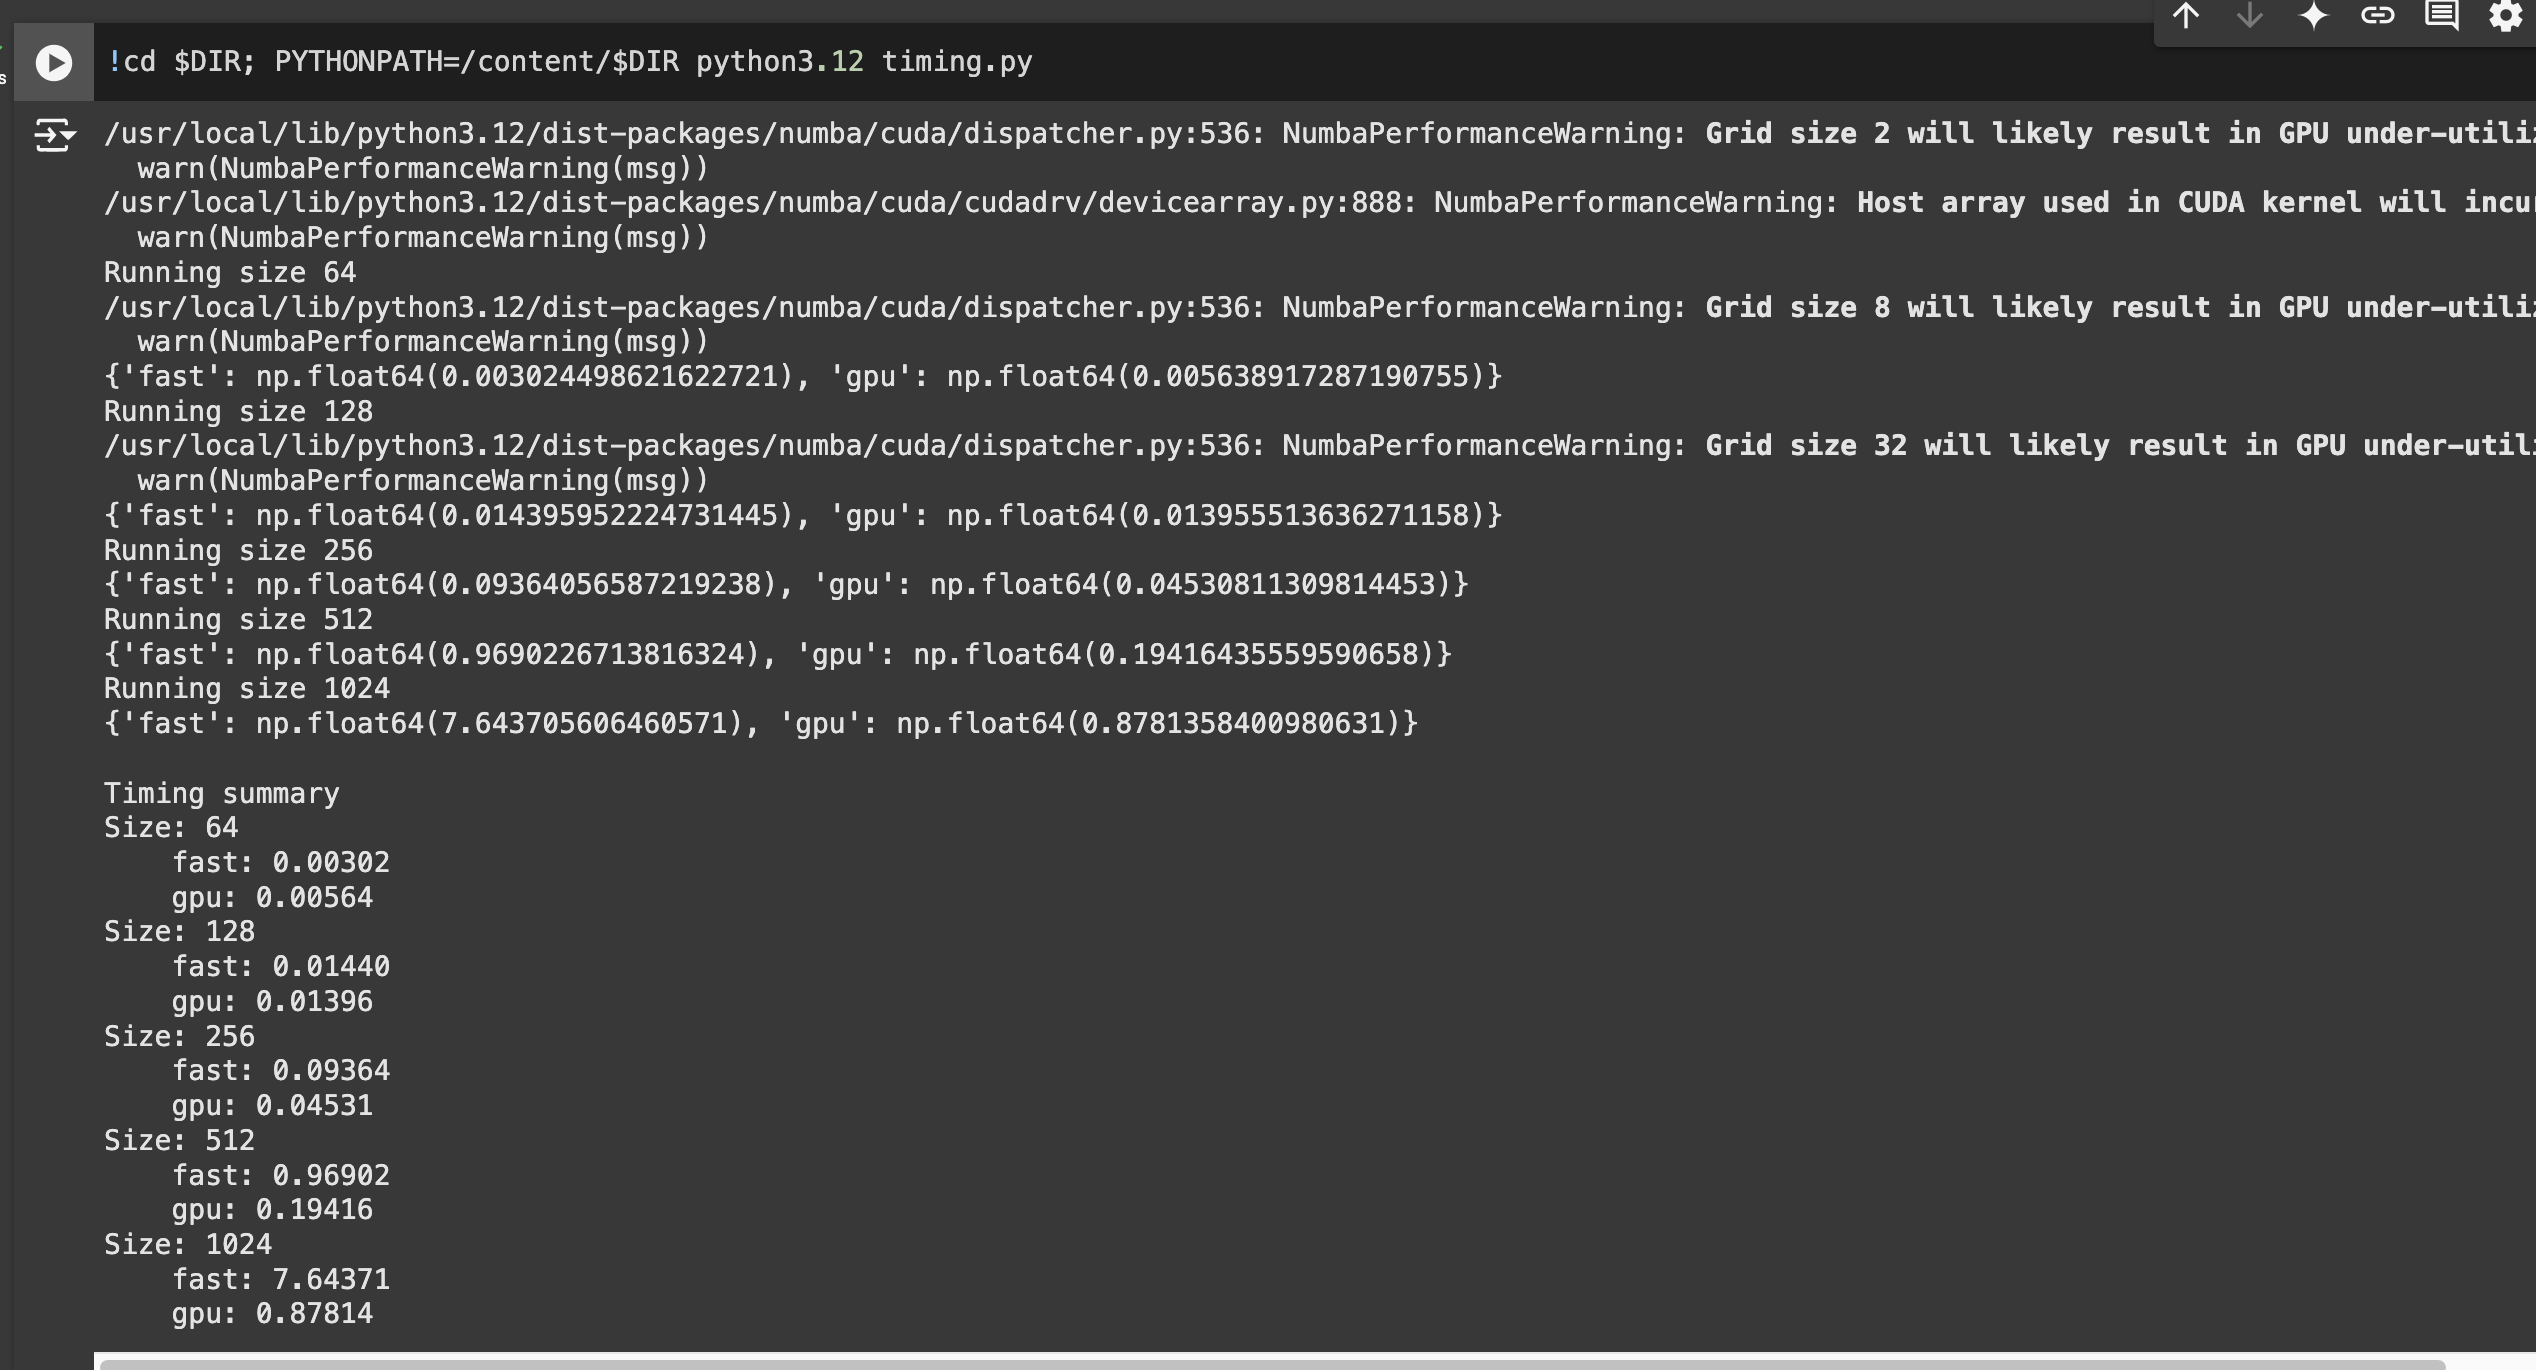 s
!cd $DIR; PYTHONPATH=/content/$DIR python3.12 timing.py
/usr/local/lib/python3.12/dist-packages/numba/cuda/dispatcher.py:536: NumbaPerformanceWarning: Grid size 2 will likely result in GPU
  warn(NumbaPerformanceWarning(msg))
/usr/local/lib/python3.12/dist-packages/numba/cuda/cudadrv/devicearray.py:888: NumbaPerformanceWarning: Host array used in CUDA kernel will
  warn(NumbaPerformanceWarning(msg))
Running size 64
/usr/local/lib/python3.12/dist-packages/numba/cuda/dispatcher.py:536: NumbaPerformanceWarning: Grid size 8 will likely result in GPU
  warn(NumbaPerformanceWarning(msg))
{'fast': np.float64(0.003024498621622721), 'gpu': np.float64(0.005638917287190755)}
Running size 128
/usr/local/lib/python3.12/dist-packages/numba/cuda/dispatcher.py:536: NumbaPerformanceWarning: Grid size 32 will likely result in GPU
  warn(NumbaPerformanceWarning(msg))
{'fast': np.float64(0.014395952224731445), 'gpu': np.float64(0.013955513636271158)}
Running size 256
{'fast': np.float64(0.09364056587219238), 'gpu': np.float64(0.04530811309814453)}
Running size 512
{'fast': np.float64(0.9690226713816324), 'gpu': np.float64(0.19416435559590658)}
Running size 1024
{'fast': np.float64(7.643705606460571), 'gpu': np.float64(0.8781358400980631)}

Timing summary
Size: 64
    fast: 0.00302
    gpu: 0.00564
Size: 128
    fast: 0.01440
    gpu: 0.01396
Size: 256
    fast: 0.09364
    gpu: 0.04531
Size: 512
    fast: 0.96902
    gpu: 0.19416
Size: 1024
    fast: 7.64371
    gpu: 0.87814